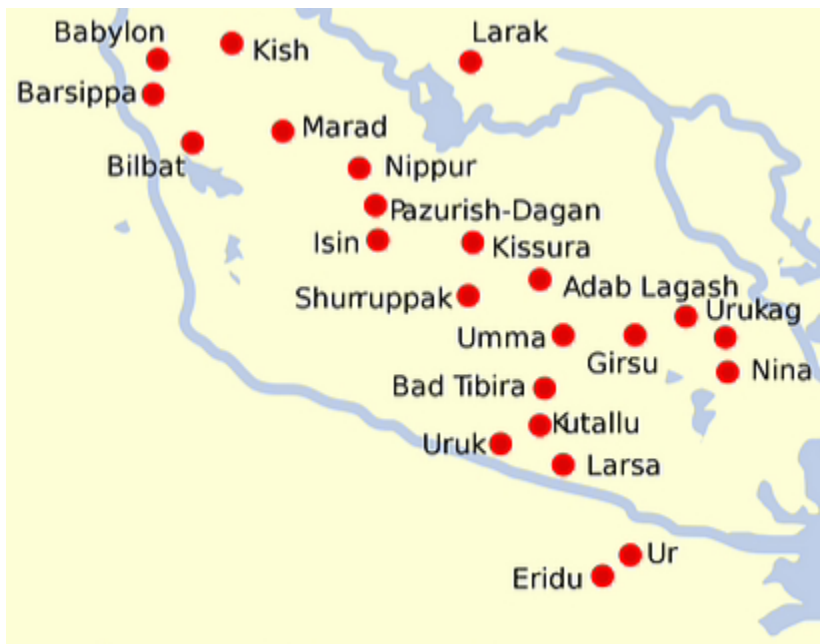 Babylon
Kish
Larak
Barsippa
Marad
Bilbat
Nippur
Pazurish-Dagan
Isin
Kissura
Adab Lagash
Shurruppak
Urukag
Umma
Girsu
Nina
Bad Tibira
Kutallu
Uruk
Larsa
Ur
Eridu